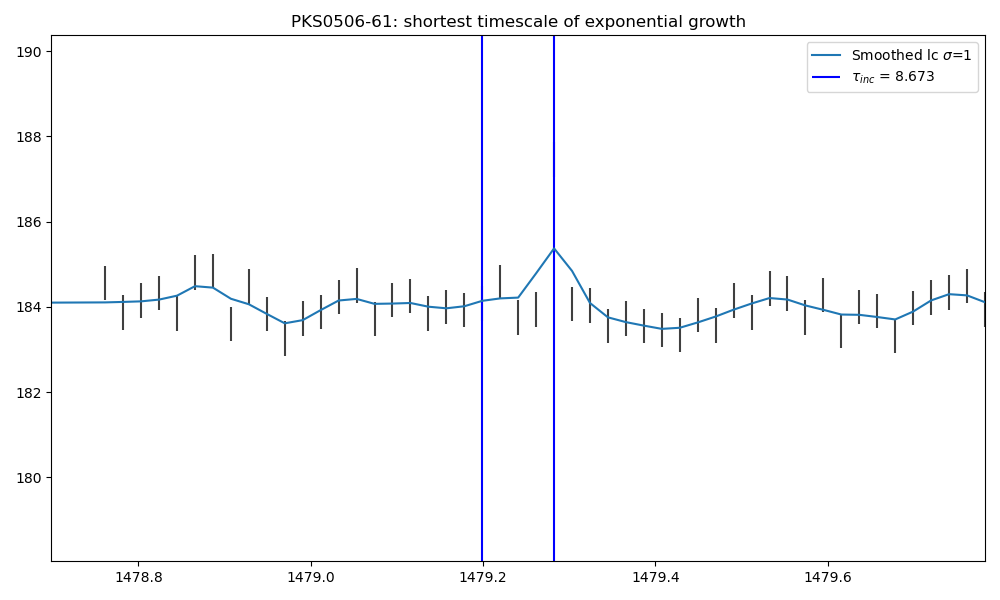 PKS0506-61: shortest timescale of exponential growth
Smoothed lc σ=1
τ_inc = 8.673
190
188
186
184
182
180
1478.8 1479.0 1479.2 1479.4 1479.6